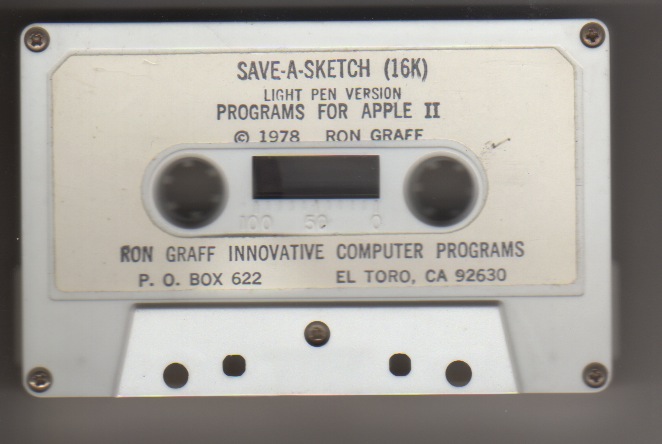 SAVE-A-SKETCH (16K)
LIGHT PEN VERSION
PROGRAMS FOR APPLE II
© 1978 RON GRAFF
100 50 0
RON GRAFF INNOVATIVE COMPUTER PROGRAMS
P. O. BOX 622 EL TORO, CA 92630